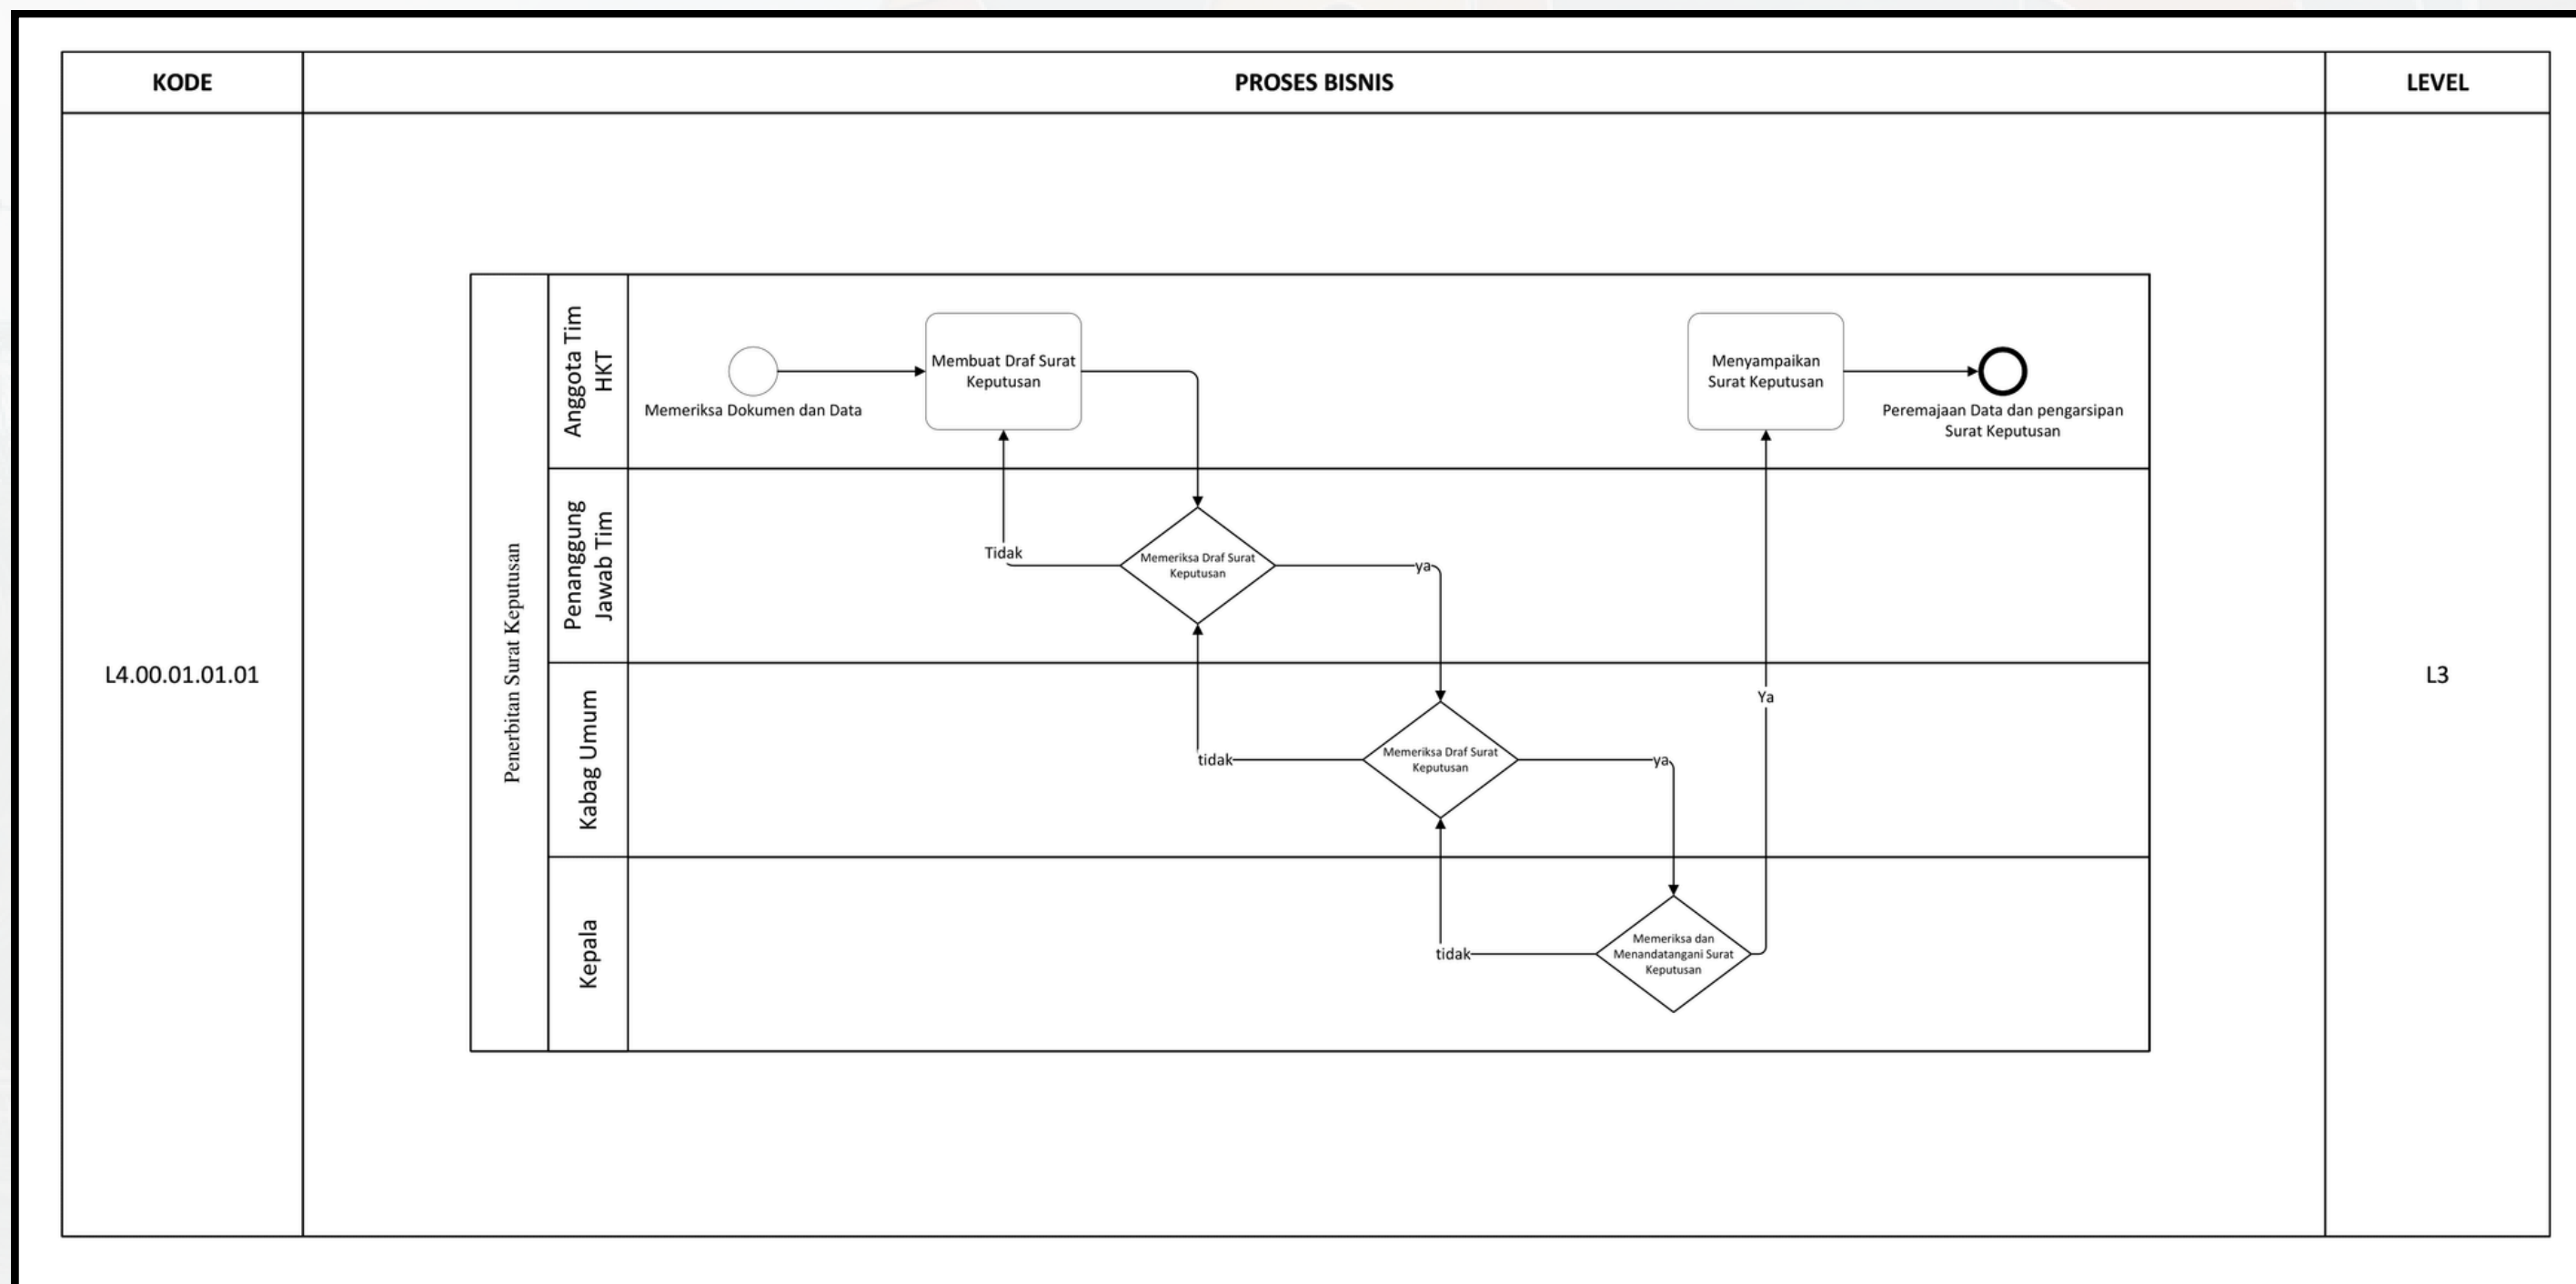 KODE
PROSES BISNIS
LEVEL
L4.00.01.01.01
Penerbitan Surat Keputusan
Anggota Tim
HKT
Memeriksa Dokumen dan Data
Membuat Draf Surat
Keputusan
Menyampaikan
Surat Keputusan
Peremajaan Data dan pengarsipan
Surat Keputusan
Penanggung
Jawab Tim
Tidak
Memeriksa Draf Surat
Keputusan
ya
Kabag Umum
tidak
Memeriksa Draf Surat
Keputusan
ya
Ya
Kepala
tidak
Memeriksa dan
Menandatangani Surat
Keputusan
L3